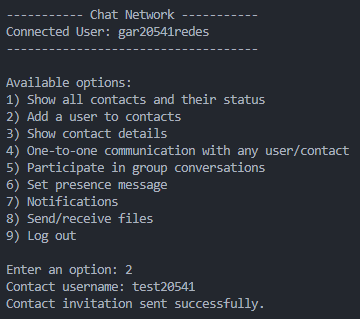 ----------- Chat Network -----------
Connected User: gar20541redes
------------------------------------
Available options:
1) Show all contacts and their status
2) Add a user to contacts
3) Show contact details
4) One-to-one communication with any user/contact
5) Participate in group conversations
6) Set presence message
7) Notifications
8) Send/receive files
9) Log out
Enter an option: 2
Contact username: test20541
Contact invitation sent successfully.